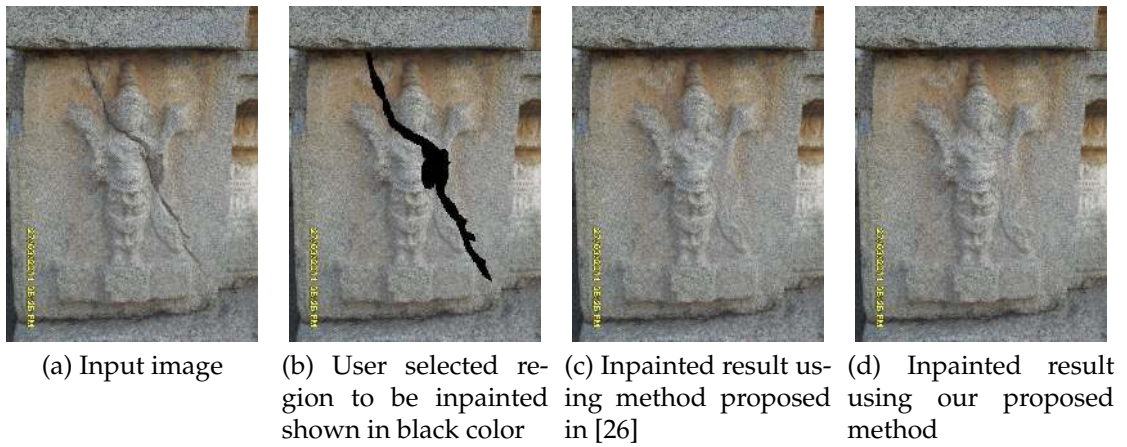 (a) Input image
(b) User selected re-
gion to be inpainted
shown in black color
(c) Inpainted result us-
ing method proposed
in [26]
(d) Inpainted result
using our proposed
method